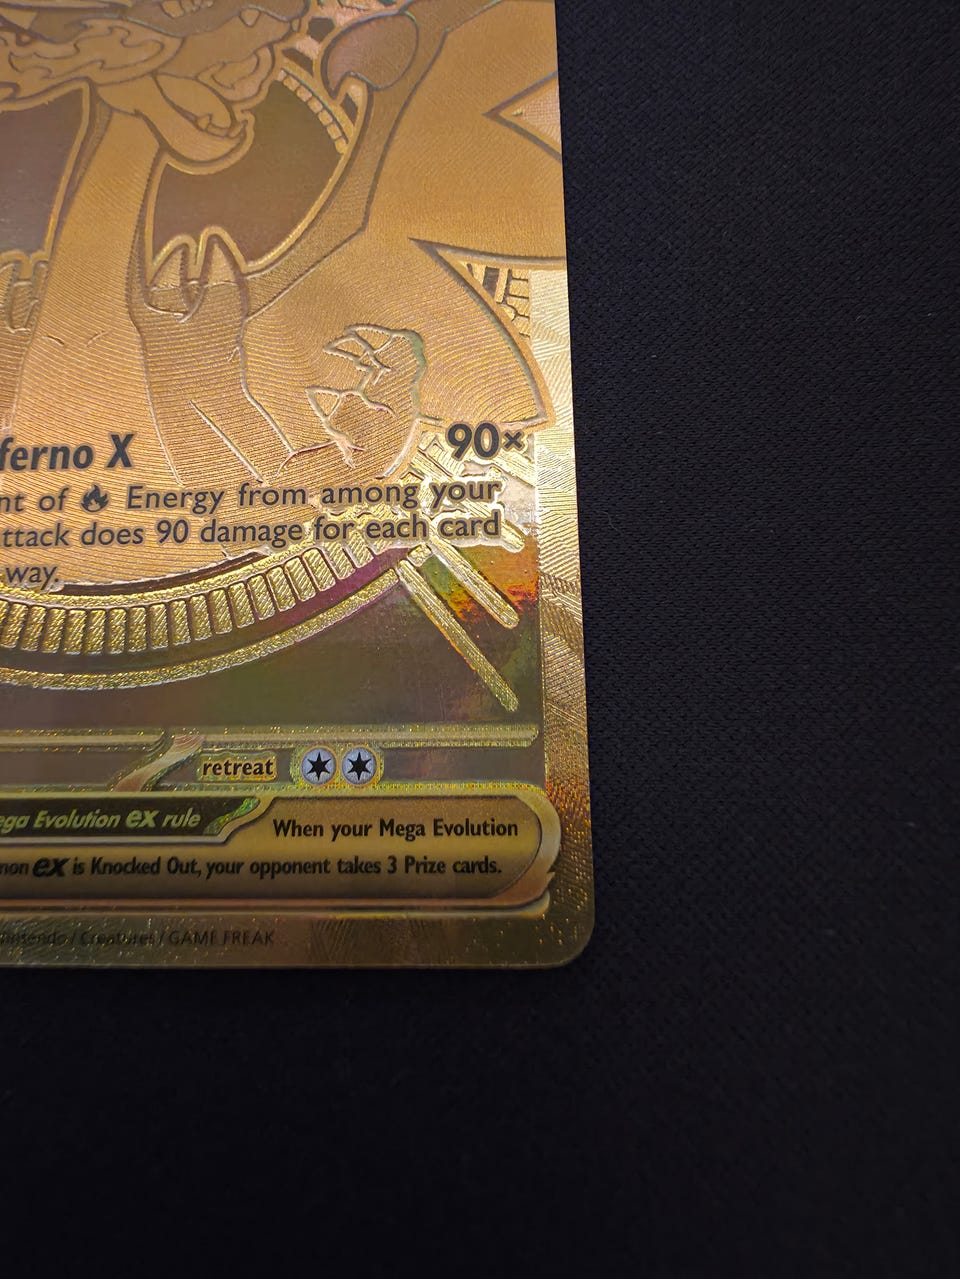 ferno X 90×
nt of Energy from among your
ttack does 90 damage for each card
way.
retreat
ga Evolution ex rule When your Mega Evolution
mon ex is Knocked Out, your opponent takes 3 Prize cards.
Nintendo / Creatures / GAME FREAK